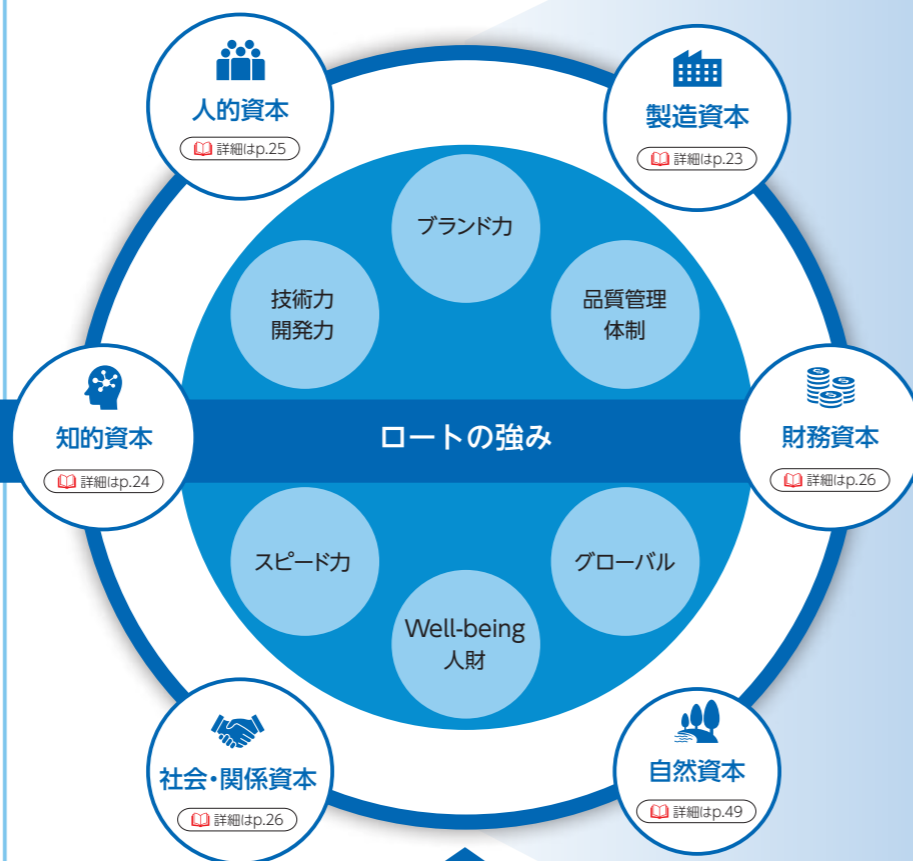 人的資本
詳細はp.25
製造資本
詳細はp.23
ブランド力
技術力
開発力
品質管理
体制
知的資本
詳細はp.24
ロートの強み
財務資本
詳細はp.26
スピード力
グローバル
Well-being
人財
社会・関係資本
詳細はp.26
自然資本
詳細はp.49